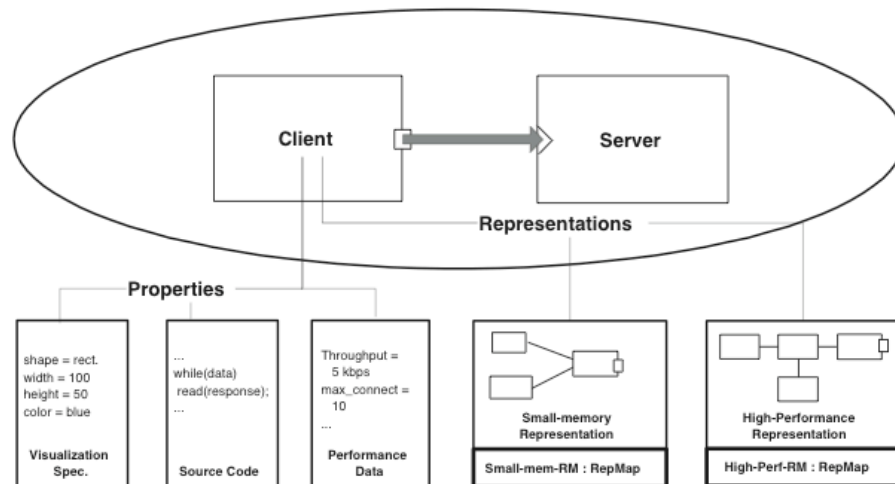 Client
Server
Representations
Properties
shape = rect.
width = 100
height = 50
color = blue
Visualization
Spec.
...
while(data)
read(response);
...
Source Code
Throughput =
5 kbps
max_connect =
10
...
Performance
Data
Small-memory
Representation
Small-mem-RM : RepMap
High-Performance
Representation
High-Perf-RM : RepMap